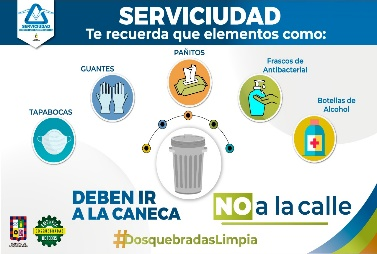 SERVICIUDAD
Te recuerda que elementos como:
SERVICIUDAD
PAÑITOS
GUANTES
Frascos de
Antibacterial
TAPABOCAS
Botellas de
Alcohol
DEBEN IR
A LA CANECA
NO a la calle
#DosquebradasLimpia